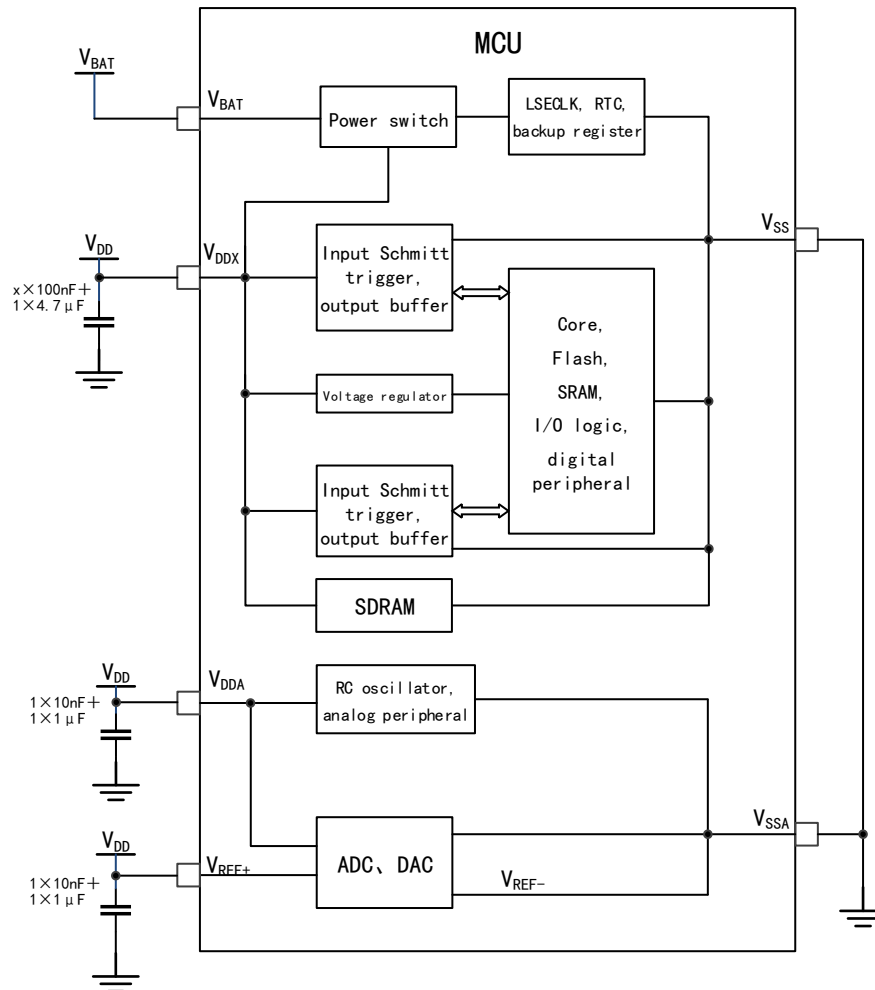 MCU
VBAT
VBAT
Power switch
LSECLK, RTC,
backup register
VSS
VDD
VDDX
x×100nF+
1×4.7μF
Input Schmitt
trigger,
output buffer
Core,
Flash,
SRAM,
I/O logic,
digital
peripheral
Voltage regulator
Input Schmitt
trigger,
output buffer
SDRAM
VDD
VDDA
1×10nF+
1×1μF
RC oscillator,
analog peripheral
VSSA
VDD
VREF+
1×10nF+
1×1μF
ADC、DAC
VREF-